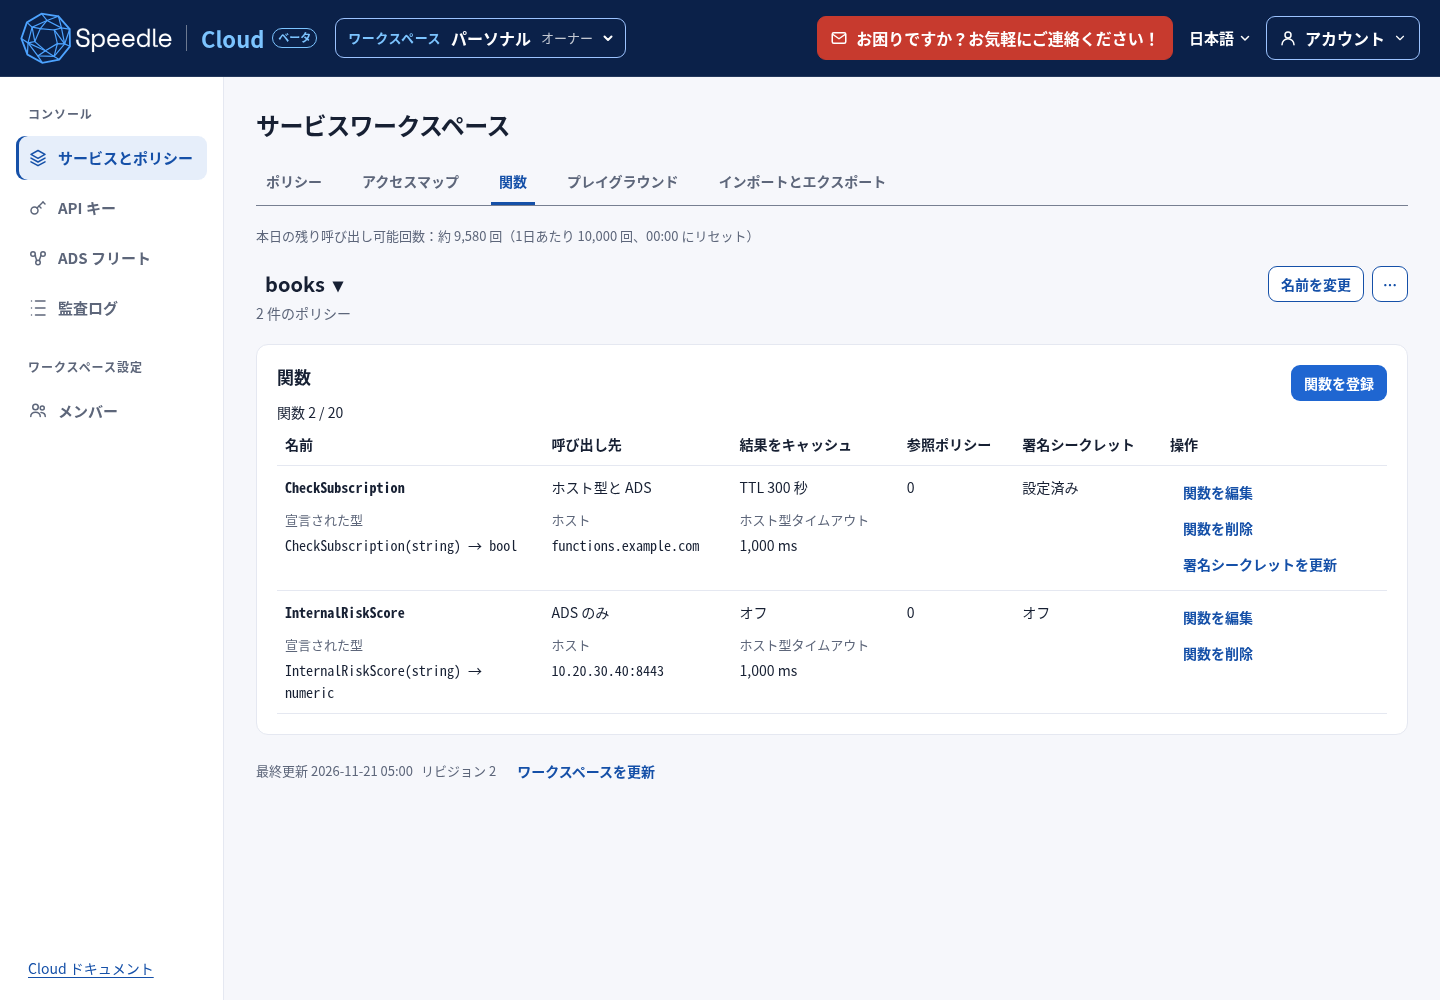 Speedle Cloud ベータ ワークスペース パーソナル オーナー お困りですか？お気軽にご連絡ください！ 日本語 アカウント
コンソール
サービスとポリシー
API キー
ADS フリート
監査ログ
ワークスペース設定
メンバー
Cloud ドキュメント
サービスワークスペース
ポリシー アクセスマップ 関数 プレイグラウンド インポートとエクスポート
本日の残り呼び出し可能回数：約 9,580 回（1日あたり 10,000 回、00:00 にリセット）
books ▼ 名前を変更 ...
2 件のポリシー
関数 関数を登録
関数 2 / 20
名前 呼び出し先 結果をキャッシュ 参照ポリシー 署名シークレット 操作
CheckSubscription ホスト型と ADS TTL 300 秒 0 設定済み 関数を編集
宣言された型 ホスト ホスト型タイムアウト 関数を削除
CheckSubscription(string) → bool functions.example.com 1,000 ms 署名シークレットを更新
InternalRiskScore ADS のみ オフ 0 オフ 関数を編集
宣言された型 ホスト ホスト型タイムアウト 関数を削除
InternalRiskScore(string) → 10.20.30.40:8443 1,000 ms
numeric
最終更新 2026-11-21 05:00 リビジョン 2 ワークスペースを更新